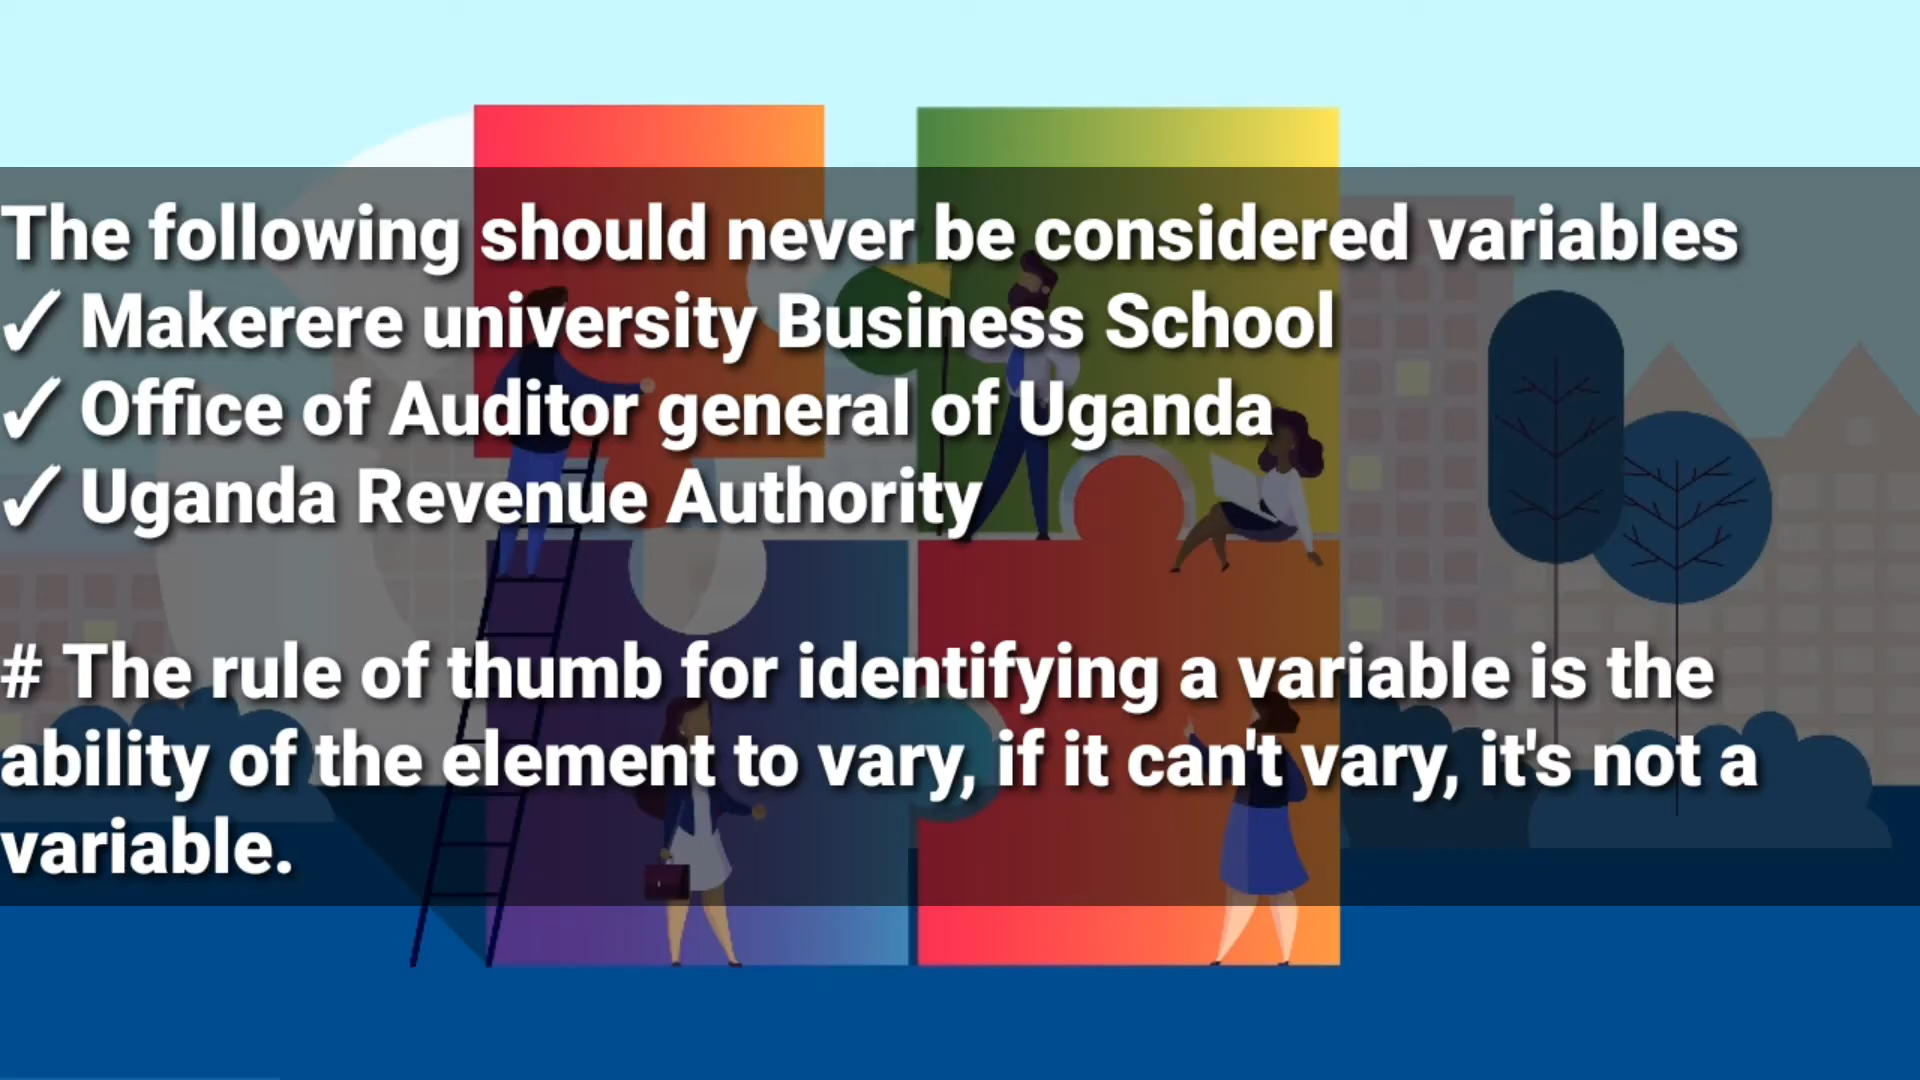 The following should never be considered variables
✓ Makerere university Business School
✓ Office of Auditor general of Uganda
✓ Uganda Revenue Authority
# The rule of thumb for identifying a variable is the
ability of the element to vary, if it can't vary, it's not a
variable.